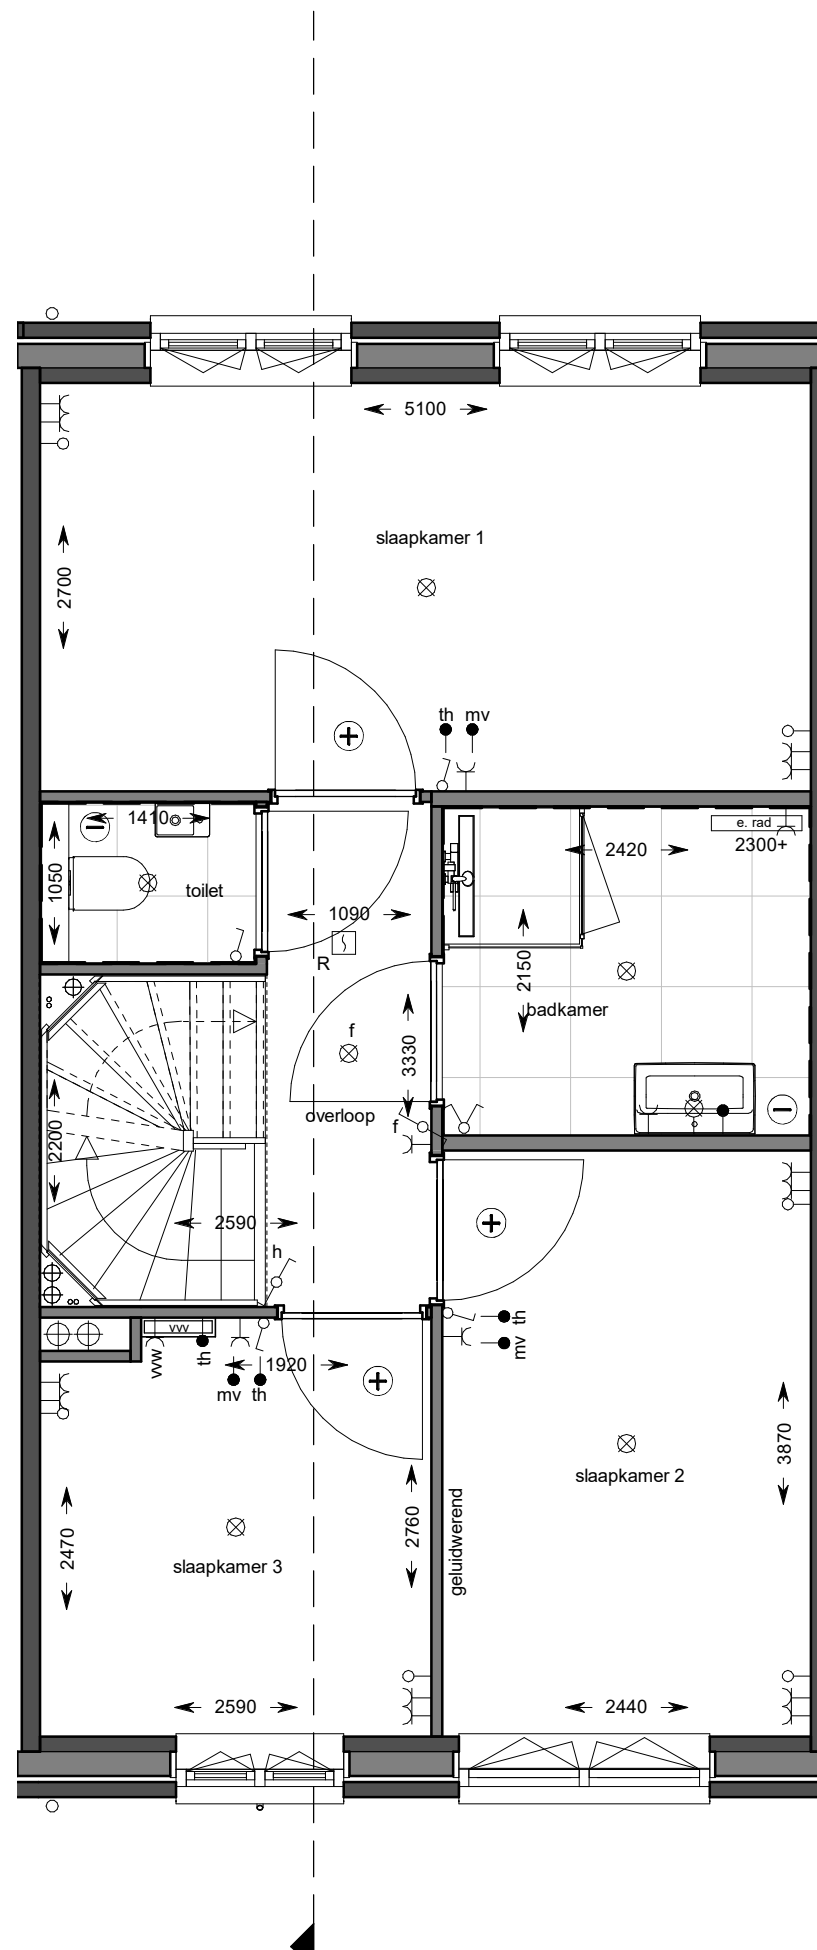 5100
slaapkamer 1
2700
th mv
1410
e. rad
2300+
2420
1050
toilet
1090
R
2150
badkamer
f
3330
overloop
f
2200
2590
h
vvv
vvv
th
1920
mv th
th
mv
3870
slaapkamer 2
2470
2760
geluidwerend
slaapkamer 3
2590
2440